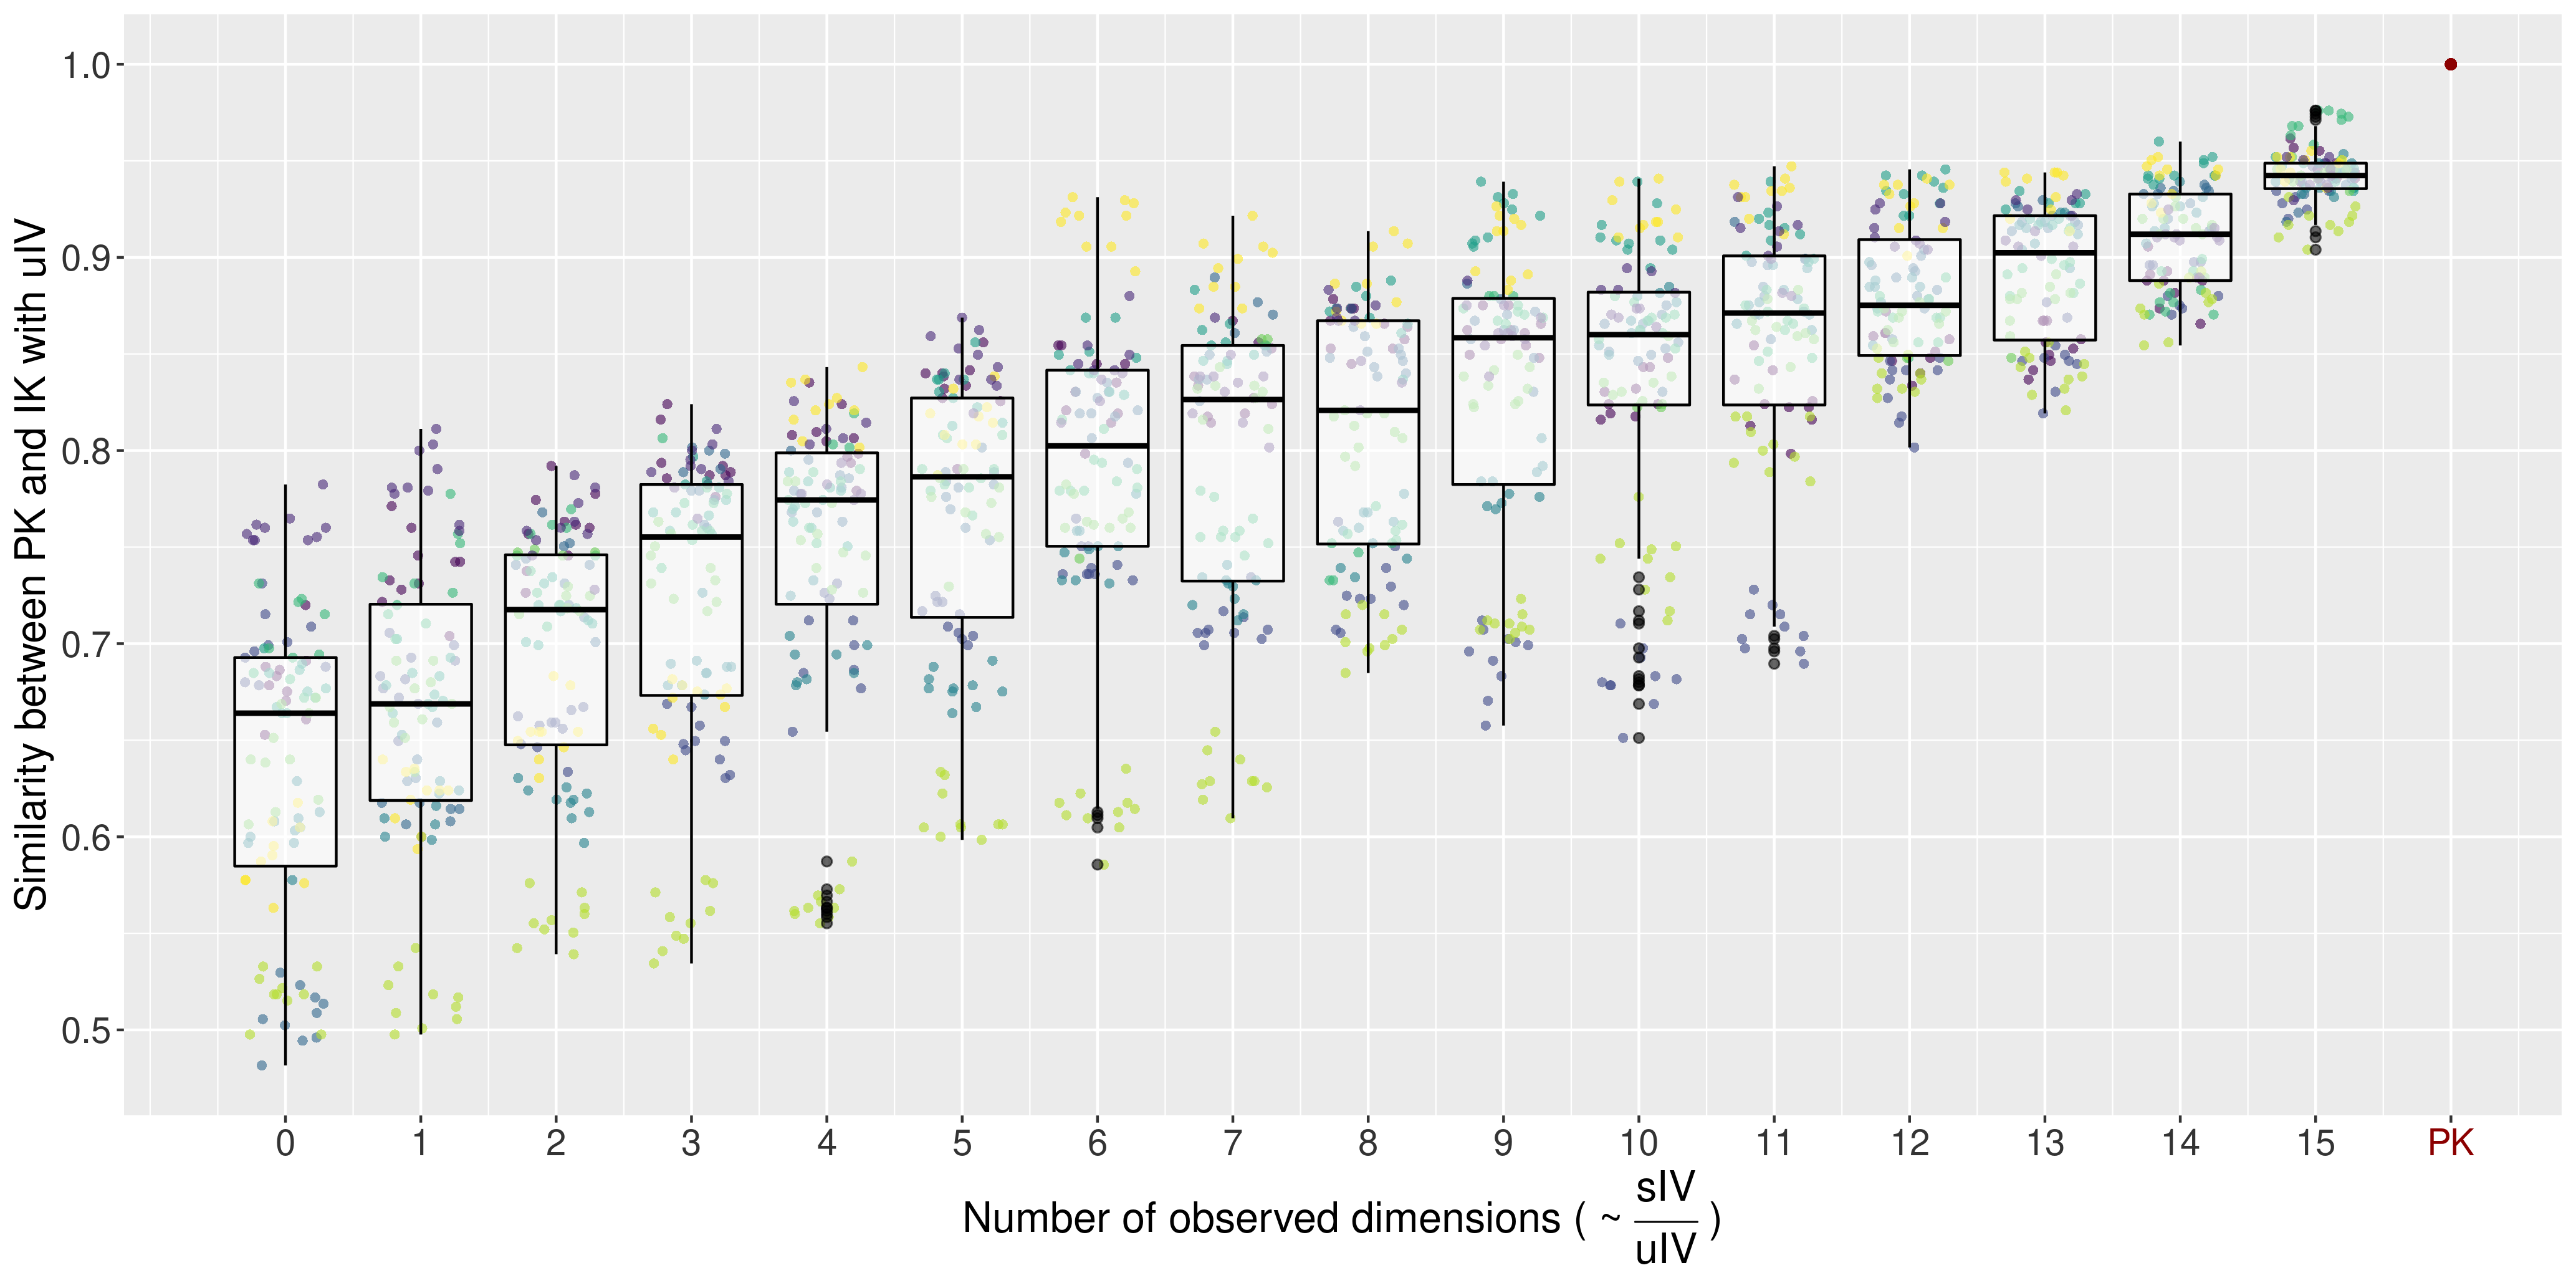 Similarity between PK and IK with uIV
1.0
0.9
0.8
0.7
0.6
0.5
0 1 2 3 4 5 6 7 8 9 10 11 12 13 14 15 PK
sIV
Number of observed dimensions ( ~ )
uIV